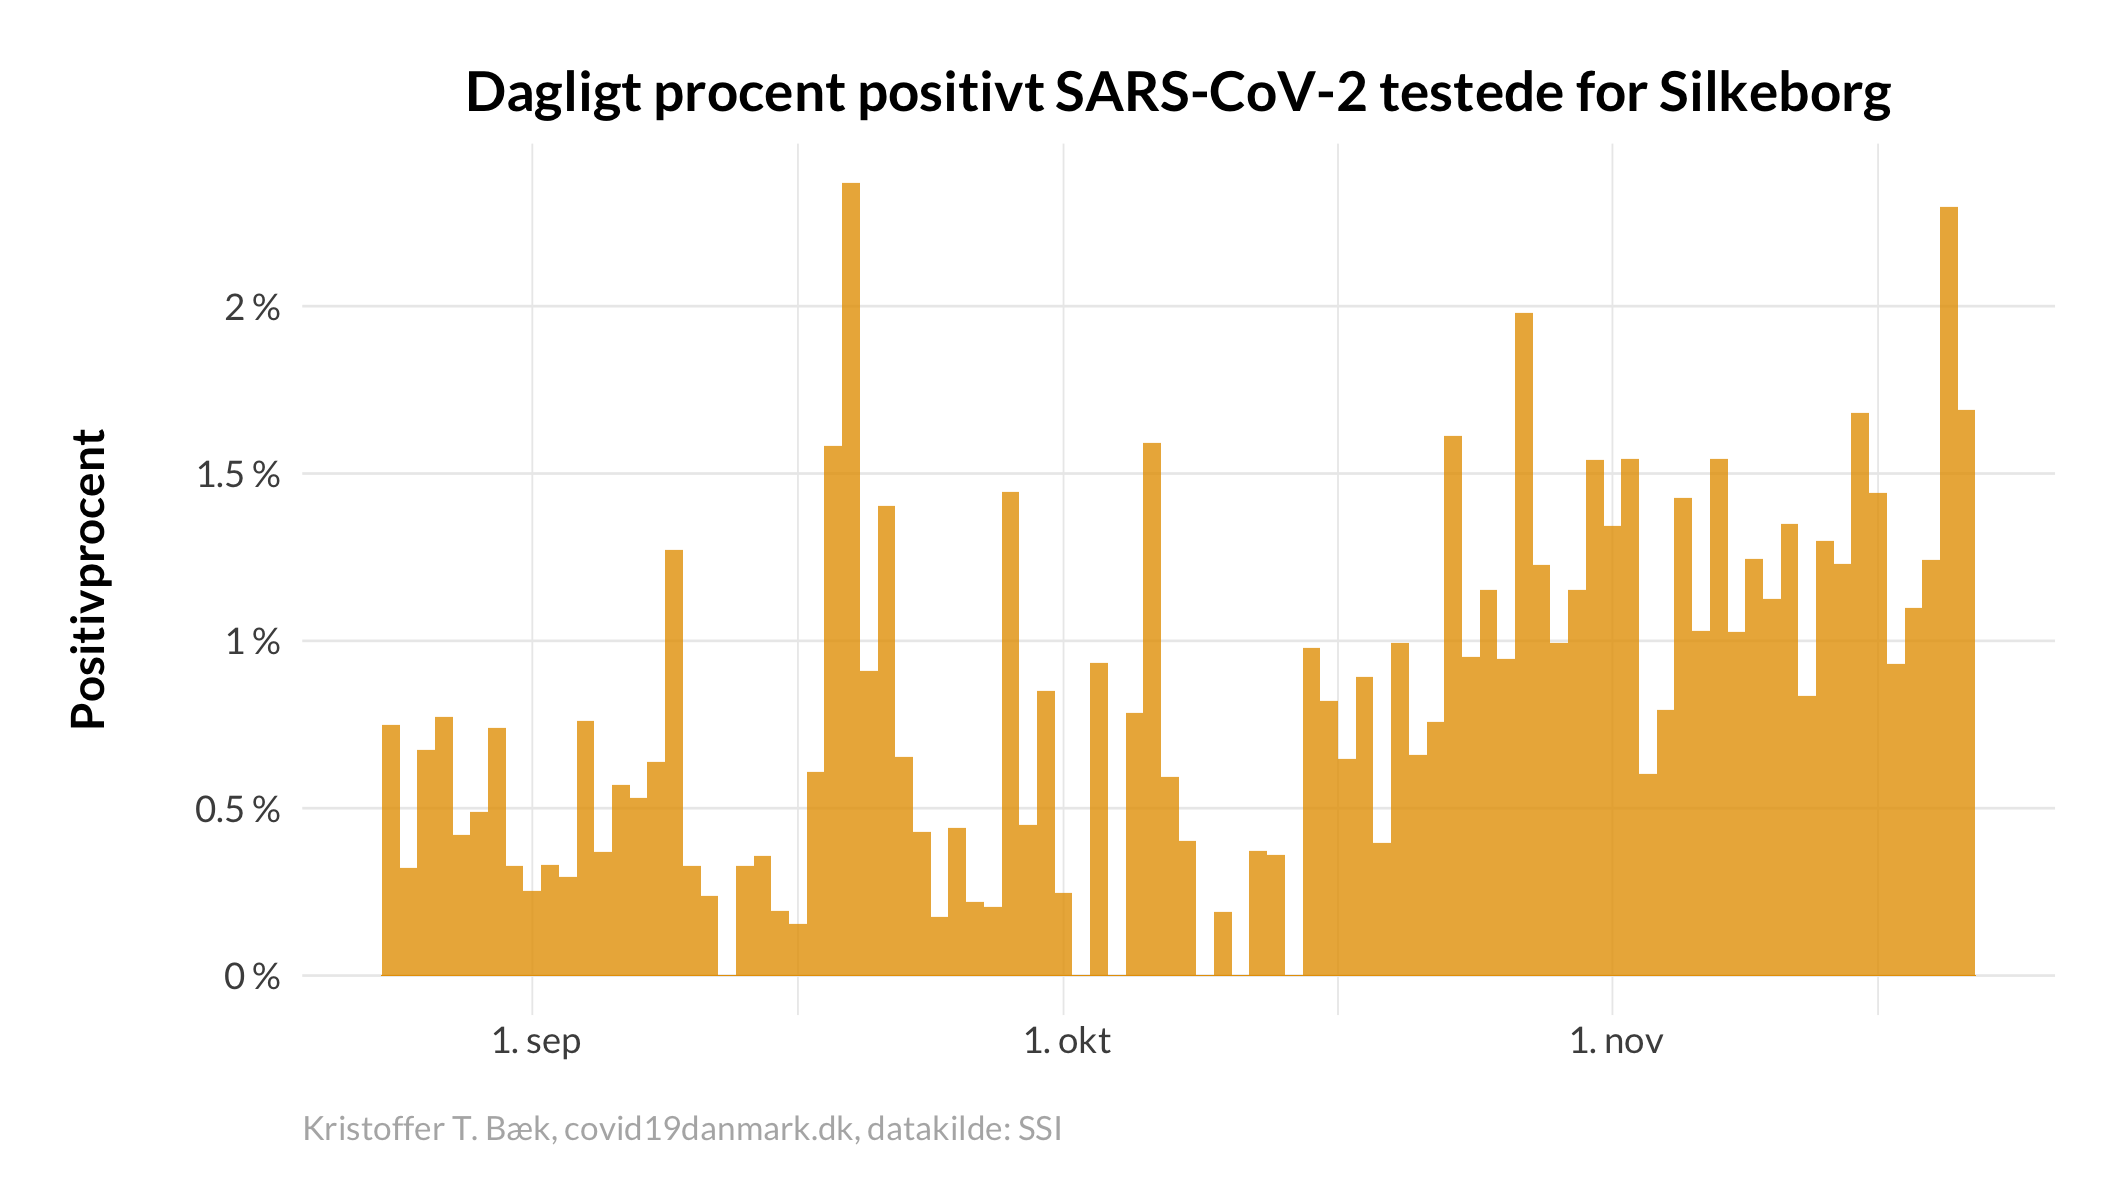 Dagligt procent positivt SARS-CoV-2 testede for Silkeborg
Positivprocent
2 %
1.5 %
1 %
0.5 %
0 %
1. sep
1. okt
1. nov
Kristoffer T. Bæk, covid19danmark.dk, datakilde: SSI